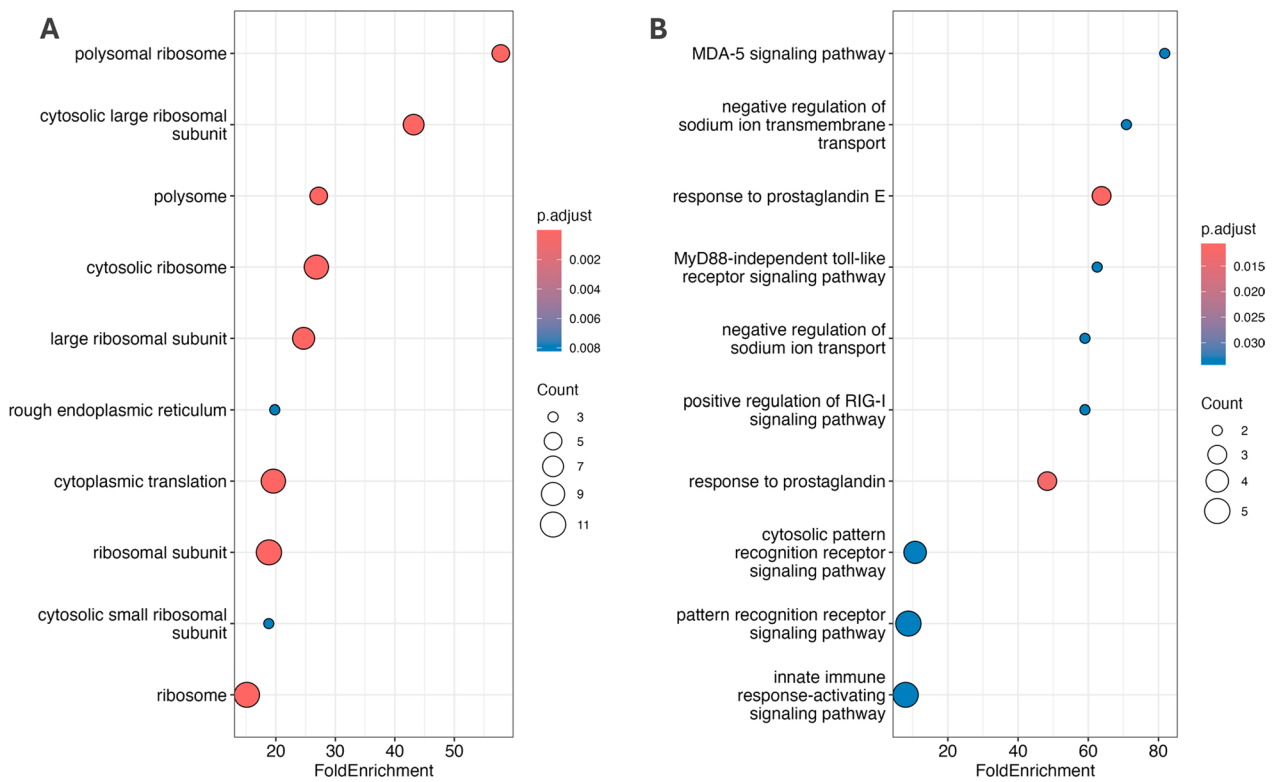 A
polysomal ribosome
cytosolic large ribosomal
subunit
polysome
cytosolic ribosome
large ribosomal subunit
rough endoplasmic reticulum
cytoplasmic translation
ribosomal subunit
cytosolic small ribosomal
subunit
ribosome
20
30
40
50
FoldEnrichment
p.adjust
0.002
0.004
0.006
0.008
Count
3
5
7
9
11
B
MDA-5 signaling pathway
negative regulation of
sodium ion transmembrane
transport
response to prostaglandin E
MyD88-independent toll-like
receptor signaling pathway
negative regulation of
sodium ion transport
positive regulation of RIG-I
signaling pathway
response to prostaglandin
cytosolic pattern
recognition receptor
signaling pathway
pattern recognition receptor
signaling pathway
innate immune
response-activating
signaling pathway
20
40
60
80
FoldEnrichment
p.adjust
0.015
0.020
0.025
0.030
Count
2
3
4
5